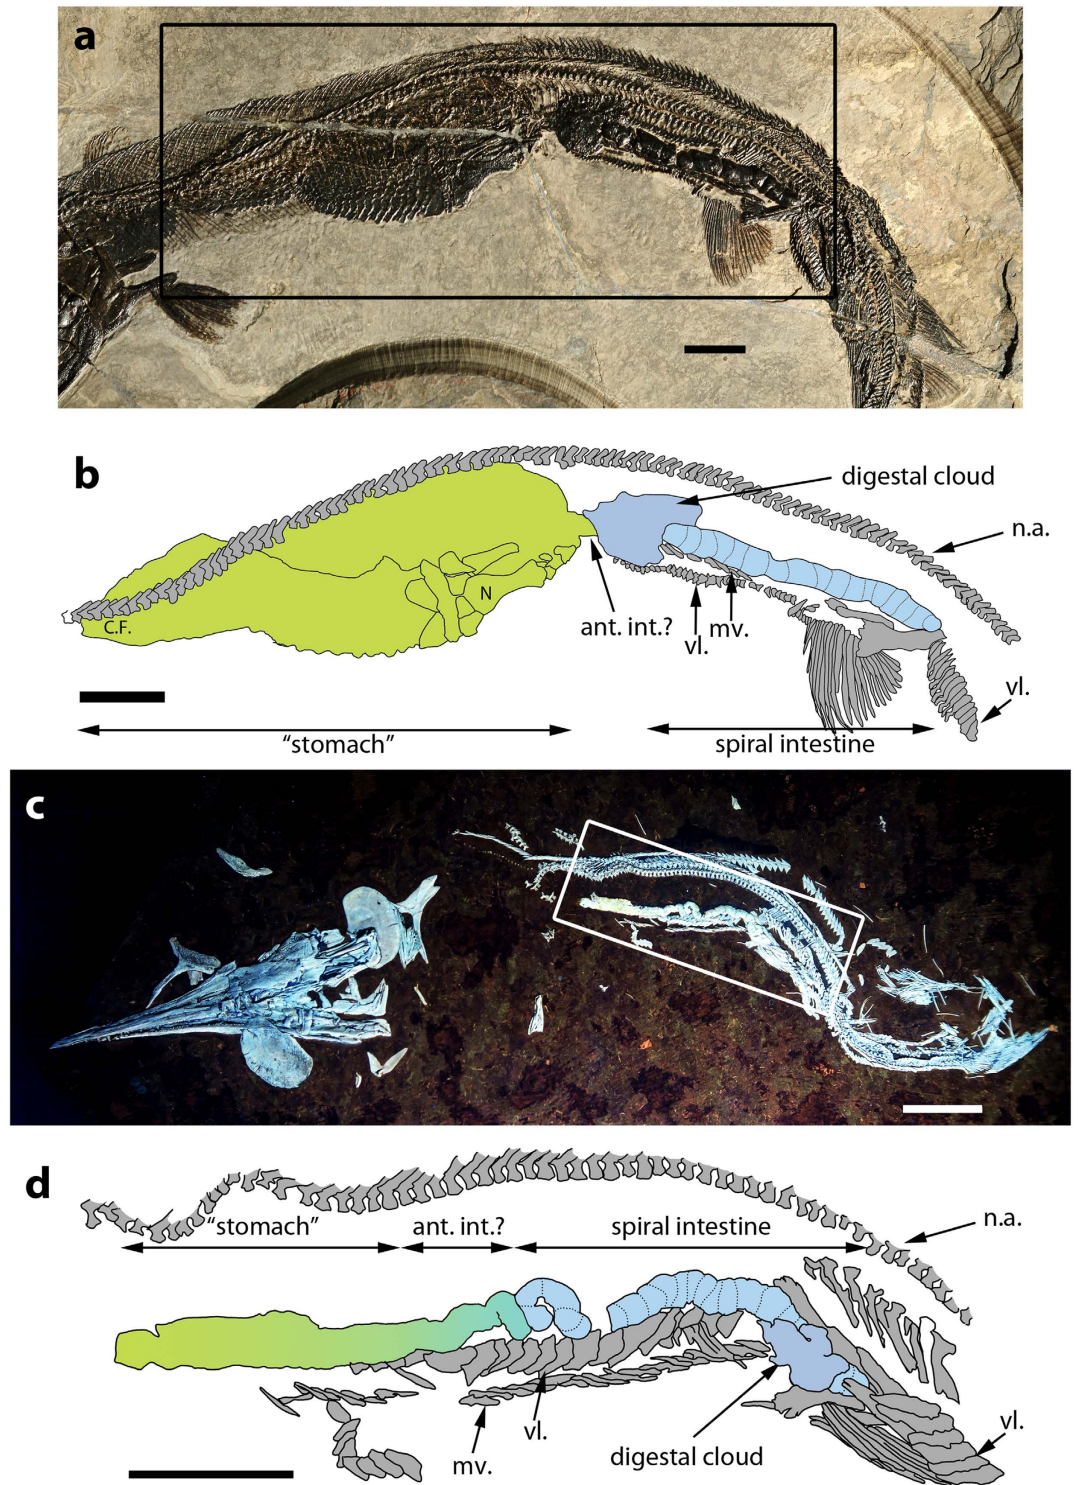 a
b
digestal cloud
n.a.
C.F.
N
ant. int.?
vl.
mv.
vl.
“stomach”
spiral intestine
c
d
“stomach”
ant. int.?
spiral intestine
n.a.
vl.
mv.
digestal cloud
vl.